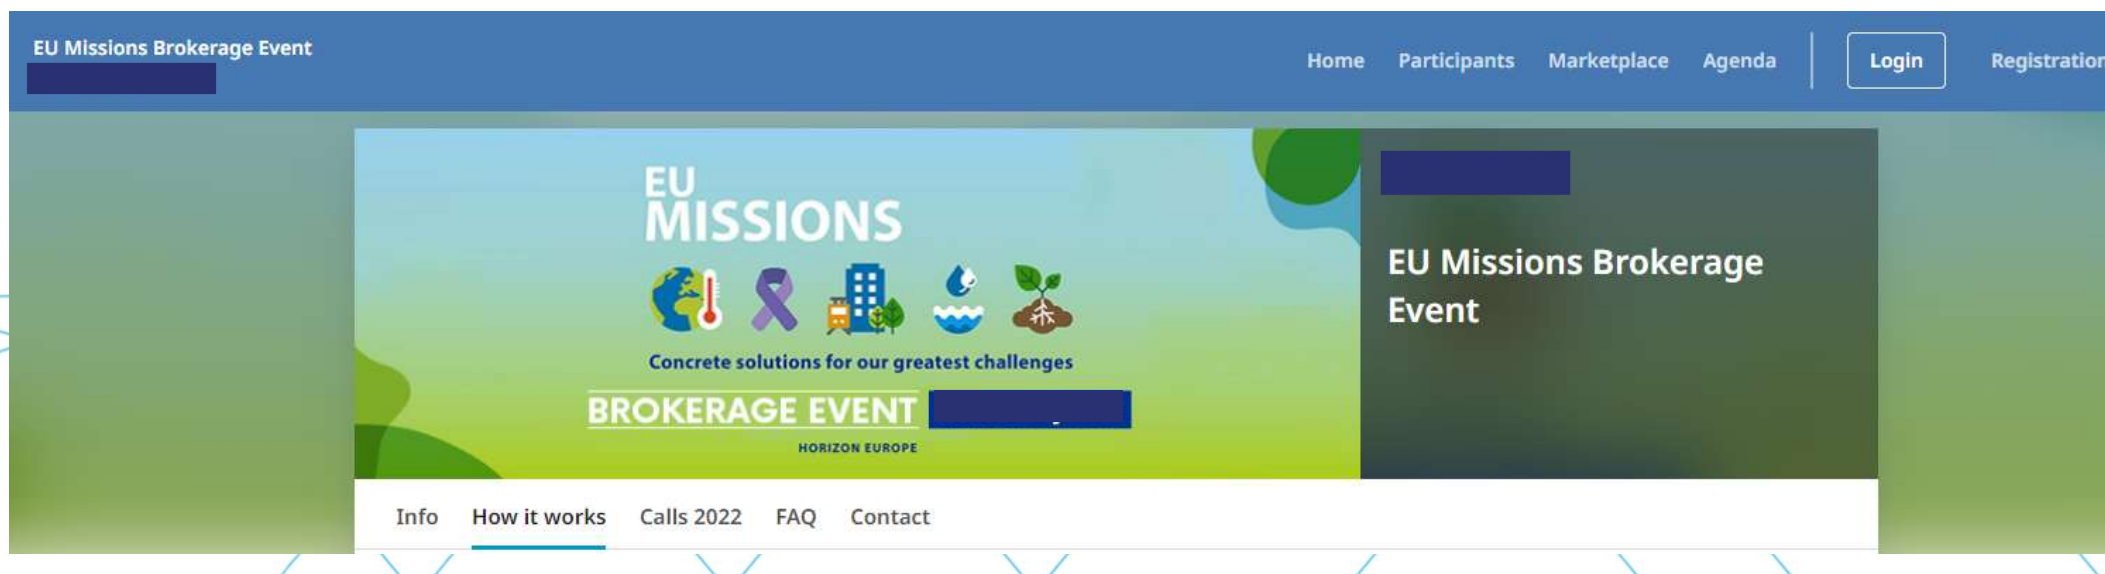 EU Missions Brokerage Event
Home Participants Marketplace Agenda Login Registration
EU
MISSIONS
Concrete solutions for our greatest challenges
BROKERAGE EVENT
HORIZON EUROPE
EU Missions Brokerage
Event
Info How it works Calls 2022 FAQ Contact